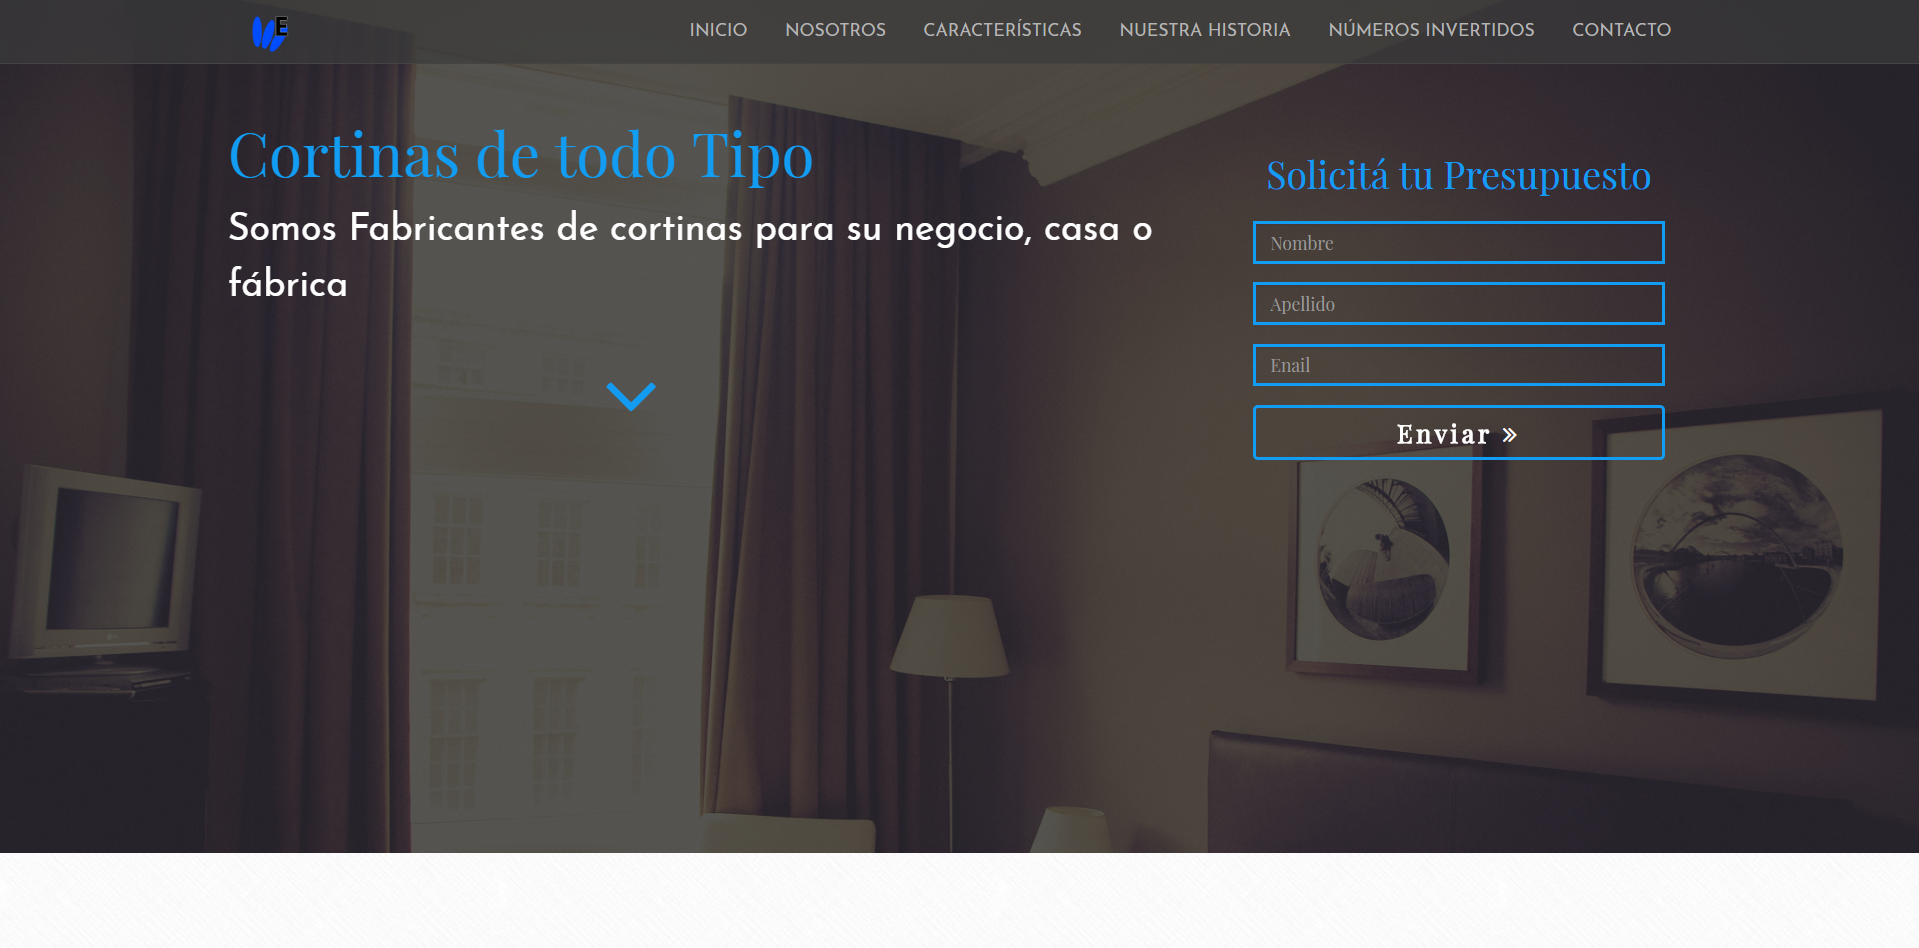 E
INICIO NOSOTROS CARACTERÍSTICAS NUESTRA HISTORIA NÚMEROS INVERTIDOS CONTACTO
Cortinas de todo Tipo
Somos Fabricantes de cortinas para su negocio, casa o
fábrica
Solicitá tu Presupuesto
Nombre
Apellido
Enail
Enviar »